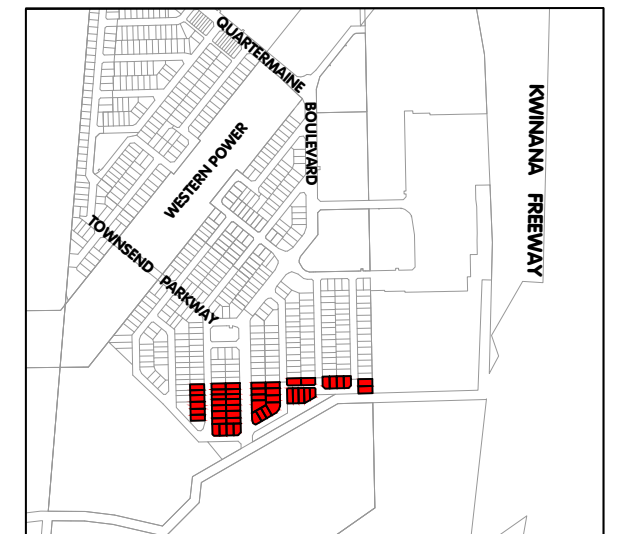 QUARTERMAINE
BOULEVARD
WESTERN POWER
TOWNSEND PARKWAY
KWINANA FREEWAY